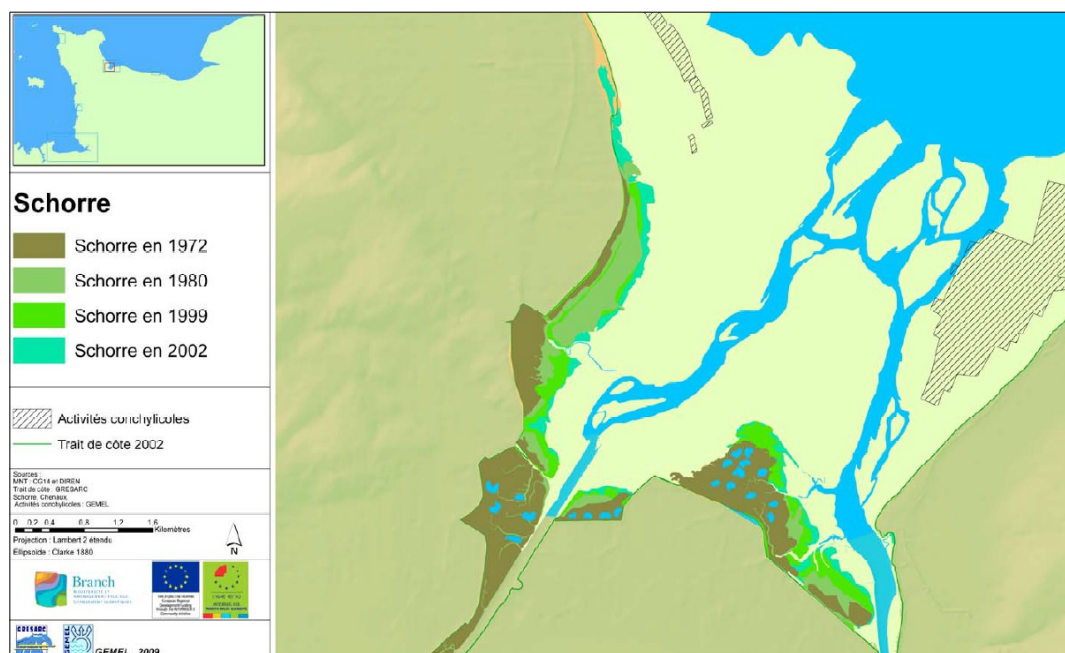 Schorre
Schorre en 1972
Schorre en 1980
Schorre en 1999
Schorre en 2002
Activités conchylicoles
Trait de côte 2002
Sources :
MNT : CG14 et DIREN
Trait de côte : GRESARC
Schorre, Chenaux,
Activités conchylicoles : GEMEL
0 0.2 0.4 0.8 1.2 1.6
Kilomètres
Projection : Lambert 2 étendu
Ellipsoïde : Clarke 1880
N
Branch
GRESARC
GEMEL
GEMEL 2009